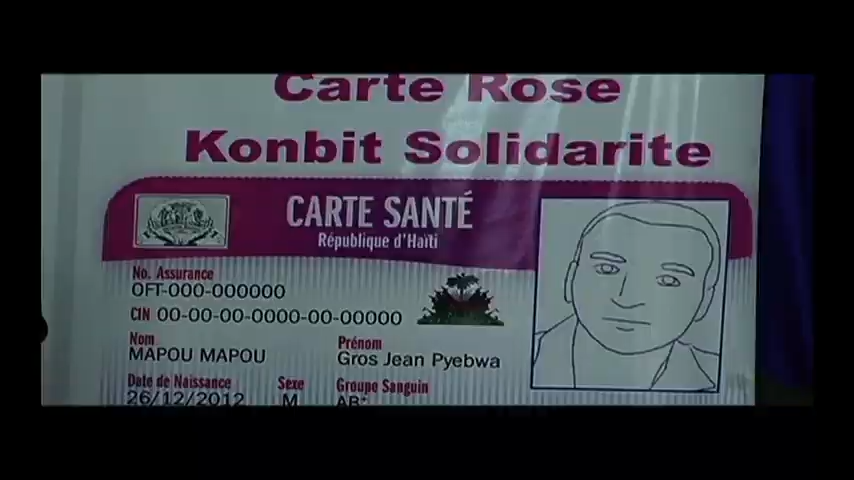 Carte Rose
Konbit Solidarite
CARTE SANTÉ
République d'Haïti
No. Assurance
OFT-000-000000
CIN 00-00-00-0000-00-00000
Nom Prénom
MAPOU MAPOU Gros Jean Pyebwa
Date de Naissance Sexe Groupe Sanguin
26/12/2012 M AB+